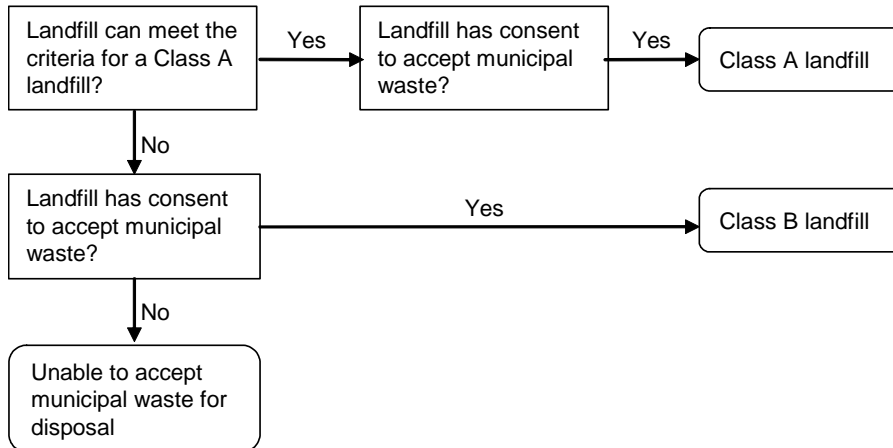 Landfill can meet the
criteria for a Class A
landfill?
Yes
Landfill has consent
to accept municipal
waste?
Yes
Class A landfill
No
Landfill has consent
to accept municipal
waste?
Yes
Class B landfill
No
Unable to accept
municipal waste for
disposal